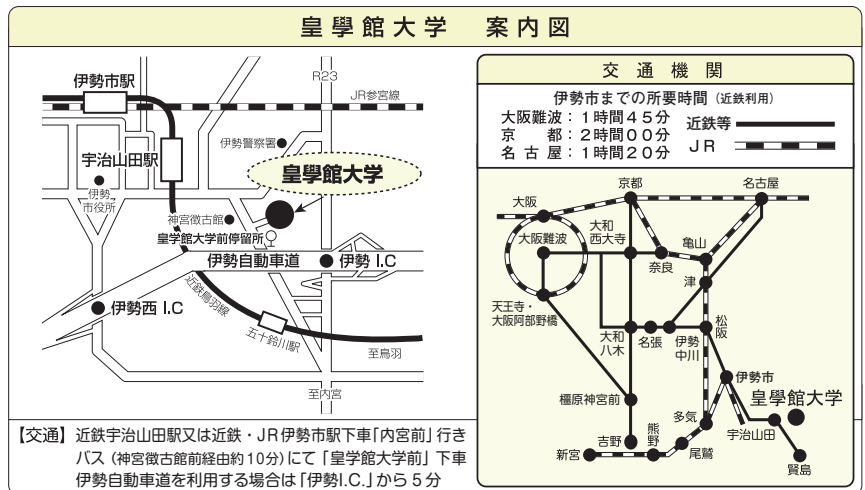 皇學館大学 案内図
伊勢市駅
R23
JR参宮線
伊勢警察署
宇治山田駅
皇學館大学
伊勢
市役所
神宮徴古館
皇学館大学前停留所
伊勢自動車道
伊勢 I.C
伊勢西 I.C
近鉄鳥羽線
五十鈴川駅
至鳥羽
至内宮
【交通】 近鉄宇治山田駅又は近鉄・JR伊勢市駅下車「内宮前」行き
バス (神宮徴古館前経由約10分)にて「皇学館大学前」下車
伊勢自動車道を利用する場合は「伊勢I.C.」から5分
交通機関
伊勢市までの所要時間 (近鉄利用)
大阪難波:1時間45分
京 都:2時間00分
名古屋:1時間20分
近鉄等
JR
京都
名古屋
大阪
大和
西大寺
大阪難波
奈良
亀山
津
天王寺・
大阪阿部野橋
大和
八木
名張
伊勢
中川
松阪
伊勢市
橿原神宮前
多気
皇學館大学
宇治山田
吉野
熊野
尾鷲
新宮
賢島